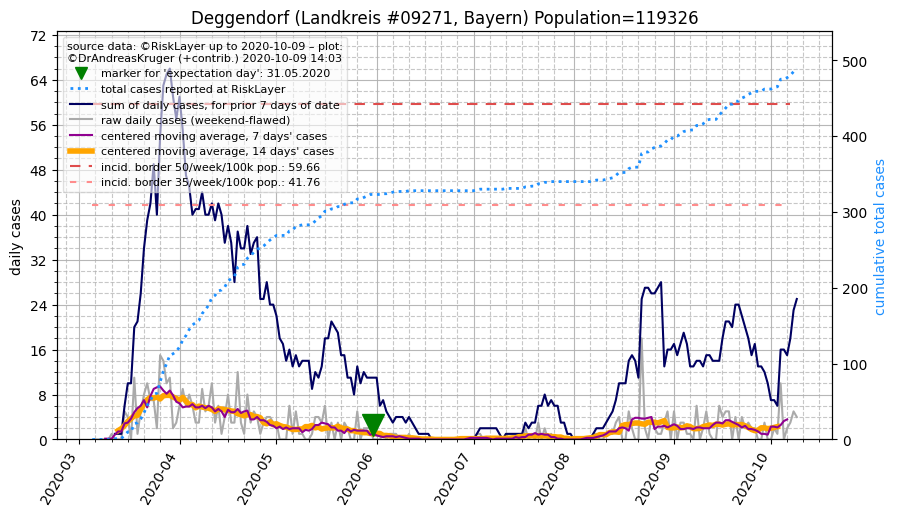 Deggendorf (Landkreis #09271, Bayern) Population=119326
source data: ©RiskLayer up to 2020-10-09 – plot:
©DrAndreasKruger (+contrib.) 2020-10-09 14:03
marker for 'expectation day': 31.05.2020
total cases reported at RiskLayer
sum of daily cases, for prior 7 days of date
raw daily cases (weekend-flawed)
centered moving average, 7 days' cases
centered moving average, 14 days' cases
incid. border 50/week/100k pop.: 59.66
incid. border 35/week/100k pop.: 41.76
daily cases
72
64
56
48
40
32
24
16
8
0
cumulative total cases
500
400
300
200
100
0
2020-03
2020-04
2020-05
2020-06
2020-07
2020-08
2020-09
2020-10